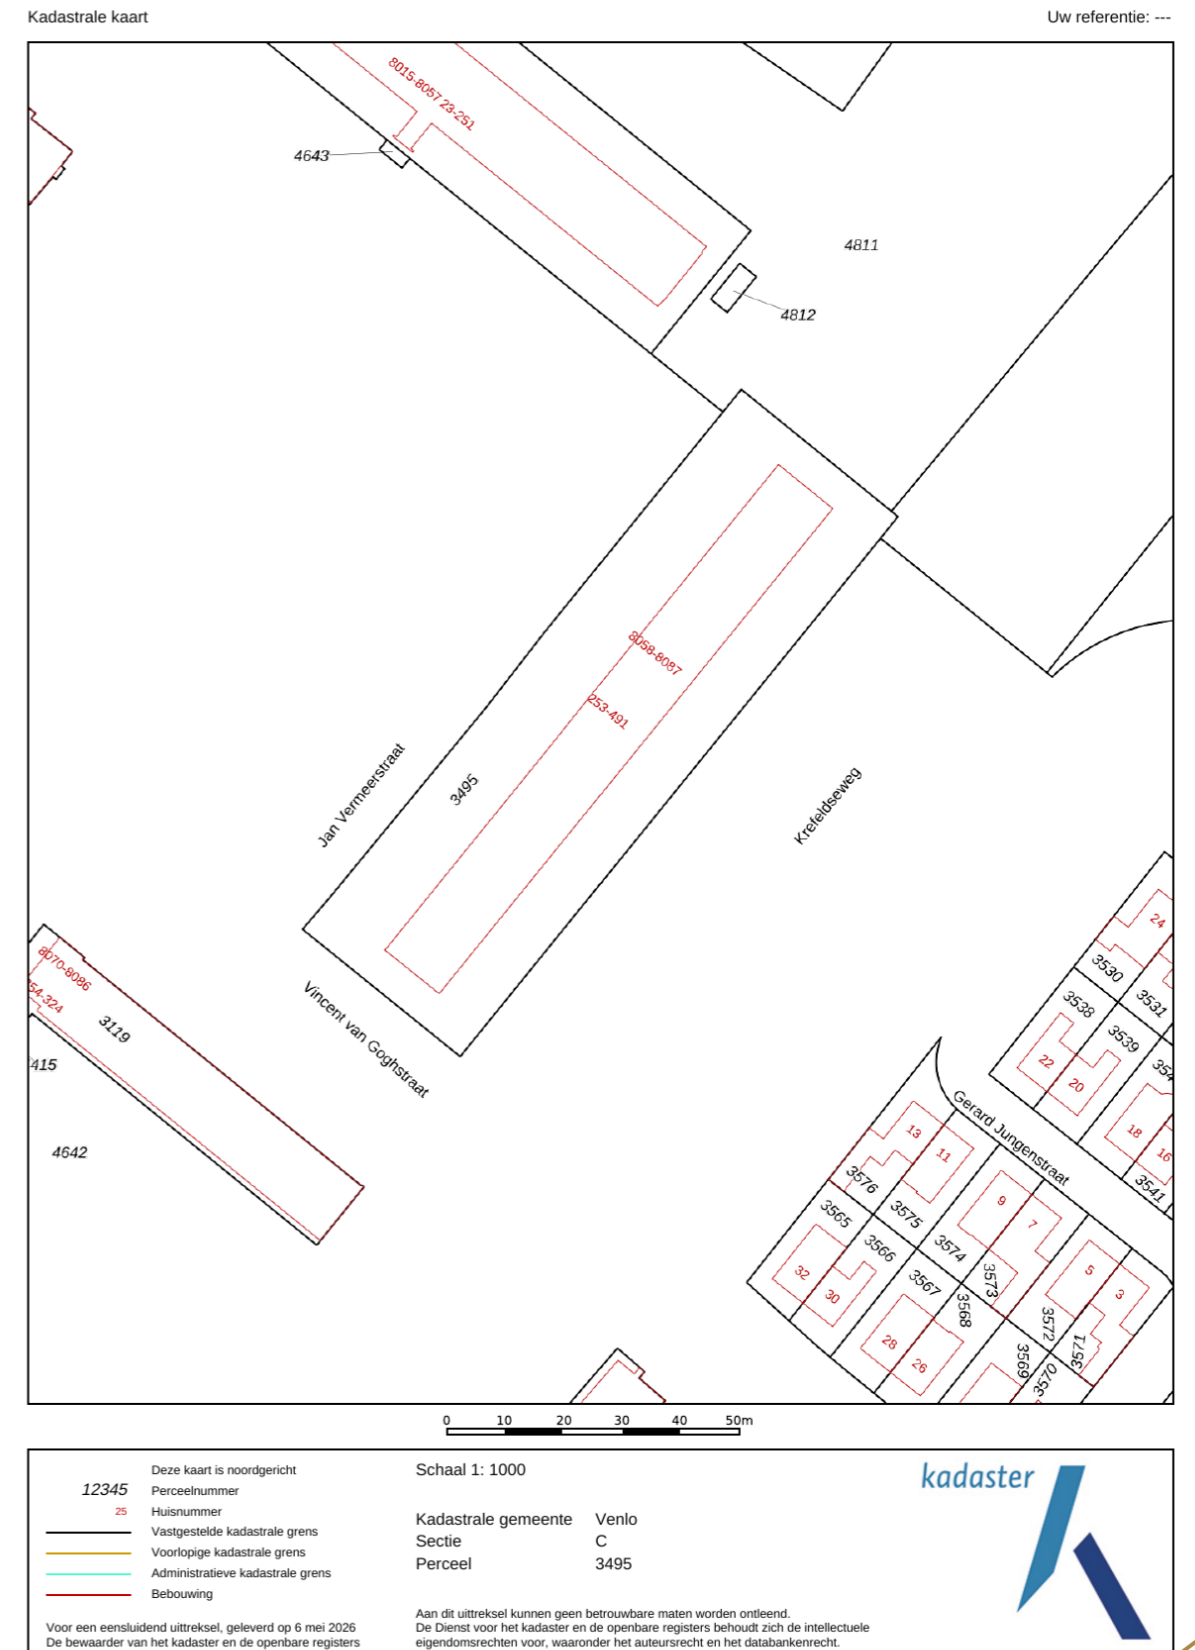 Kadastrale kaart
Uw referentie: ---
8015-8057 23-251
4643
4811
4812
8058-8087
253-491
3495
Jan Vermeerstraat
Krefeldseweg
Vincent van Goghstraat
8070-8086
54-324
3119
415
4642
24
3530
3531
3538
3539
354
22
20
18
16
3541
Gerard Jungenstraat
13
11
9
7
5
3
3576
3575
3574
3573
3572
3571
3565
3566
3567
3568
3569
3570
32
30
28
26
0 10 20 30 40 50m
Deze kaart is noordgericht
12345 Perceelnummer
25 Huisnummer
Vastgestelde kadastrale grens
Voorlopige kadastrale grens
Administratieve kadastrale grens
Bebouwing
Voor een eensluidend uittreksel, geleverd op 6 mei 2026
De bewaarder van het kadaster en de openbare registers
Schaal 1: 1000
Kadastrale gemeente Venlo
Sectie C
Perceel 3495
Aan dit uittreksel kunnen geen betrouwbare maten worden ontleend.
De Dienst voor het kadaster en de openbare registers behoudt zich de intellectuele
eigendomsrechten voor, waaronder het auteursrecht en het databankenrecht.
kadaster